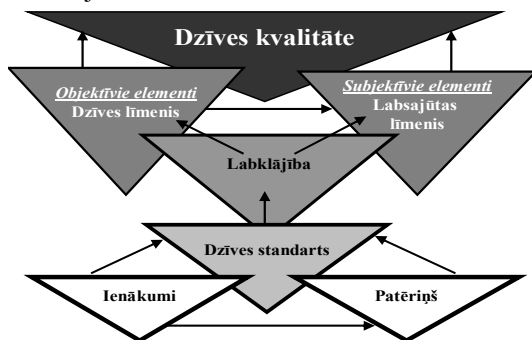 Dzīves kvalitāte
Objektīvie elementi
Dzīves līmenis
Subjektīvie elementi
Labsajūtas
līmenis
Labklājība
Dzīves standarts
Ienākumi
Patēriņš